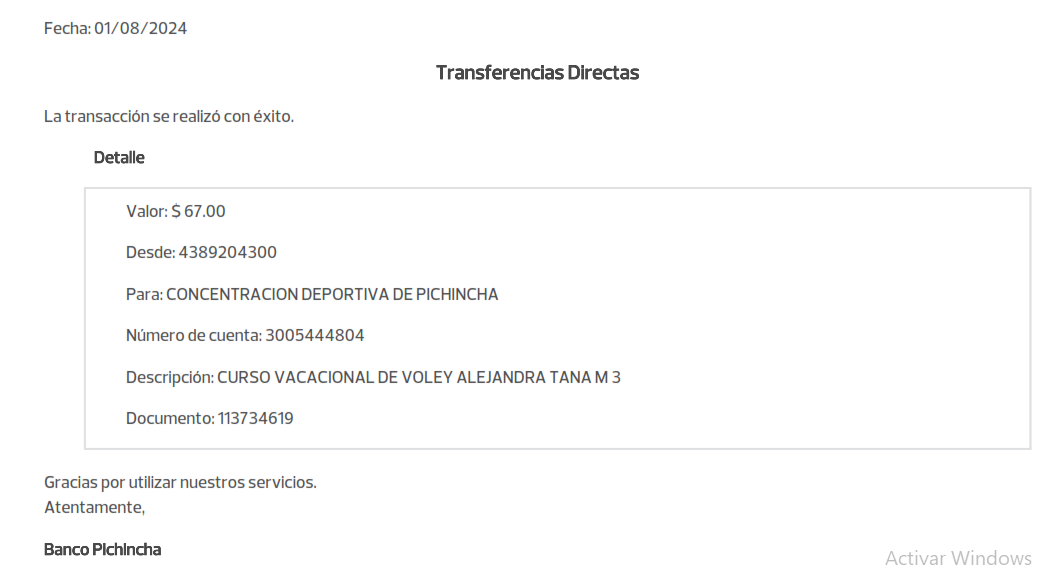 Fecha: 01/08/2024
Transferencias Directas
La transacción se realizó con éxito.
Detalle
Valor: $ 67.00
Desde: 4389204300
Para: CONCENTRACION DEPORTIVA DE PICHINCHA
Número de cuenta: 3005444804
Descripción: CURSO VACACIONAL DE VOLEY ALEJANDRA TANA M 3
Documento: 113734619
Gracias por utilizar nuestros servicios.
Atentamente,
Banco Pichincha
Activar Windows